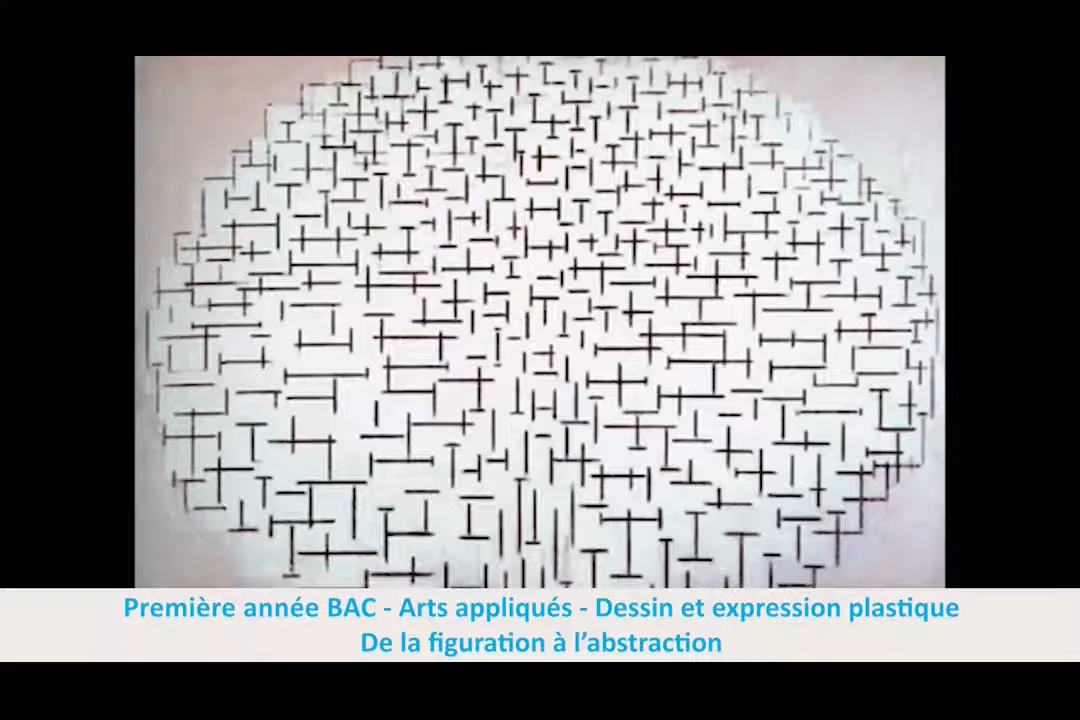 Première année BAC - Arts appliqués - Dessin et expression plastique
De la figuration à l’abstraction